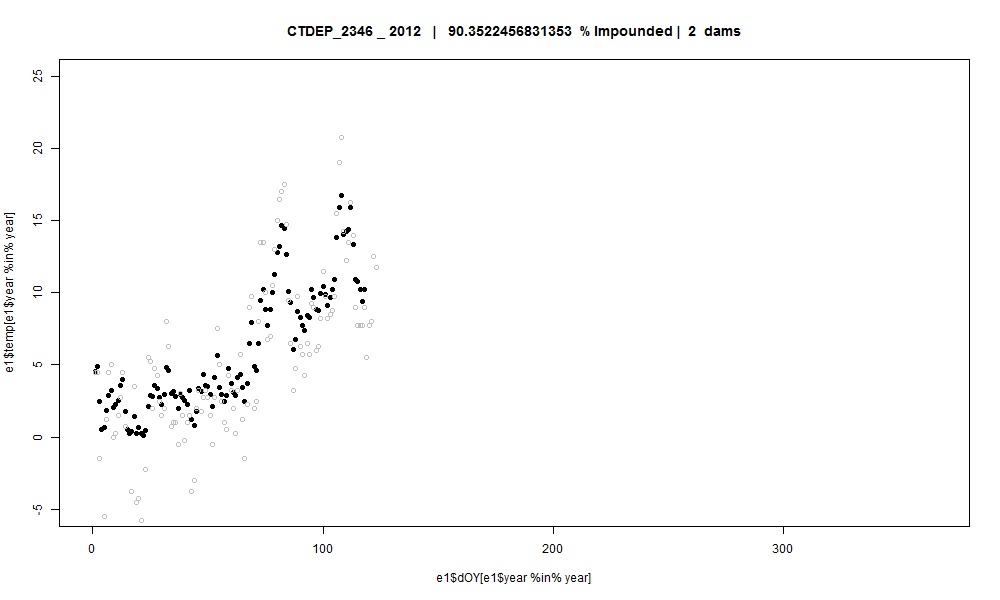 CTDEP_2346 _ 2012 | 90.3522456831353 % Impounded | 2 dams
25
20
15
10
5
0
-5
e1$temp[e1$year %in% year]
0 100 200 300
e1$dOY[e1$year %in% year]